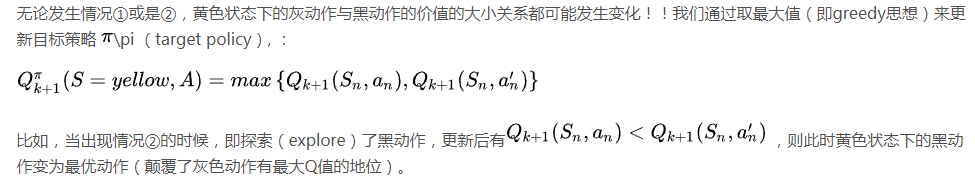 无论发生情况①或是②，黄色状态下的灰动作与黑动作的价值的大小关系都可能发生变化！！我们通过取最大值（即greedy思想）来更
新目标策略 π\pi （target policy），：
Q^π_{k+1}(S = yellow, A) = max {Q_{k+1}(S_n, a_n), Q_{k+1}(S_n, a'_n)}
比如，当出现情况②的时候，即探索（explore）了黑动作，更新后有Q_{k+1}(S_n, a_n) < Q_{k+1}(S_n, a'_n) ，则此时黄色状态下的黑动
作变为最优动作（颠覆了灰色动作有最大Q值的地位）。